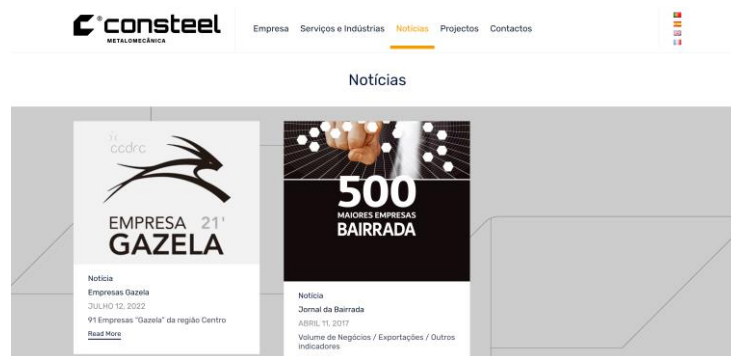 consteel
METALOMECÂNICA
Empresa Serviços e Indústrias Notícias Projectos Contactos
Notícias
ccdrc
EMPRESA 21'
GAZELA
Notícia
Empresas Gazela
JULHO 12, 2022
91 Empresas "Gazela" da região Centro
Read More
500
MAIORES EMPRESAS
BAIRRADA
Notícia
Jornal da Bairrada
ABRIL 11, 2017
Volume de Negócios / Exportações / Outros
indicadores